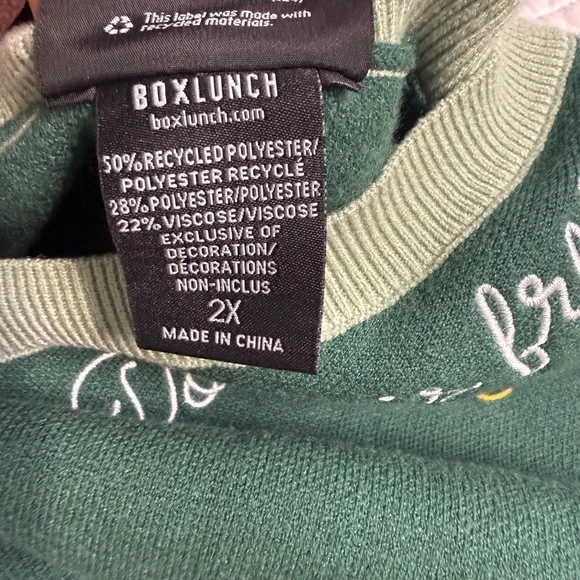 This label was made with
recycled materials.
BOXLUNCH
boxlunch.com
50% RECYCLED POLYESTER/
POLYESTER RECYCLÉ
28% POLYESTER/POLYESTER
22% VISCOSE/VISCOSE
EXCLUSIVE OF
DECORATION/
DÉCORATIONS
NON-INCLUS
2X
MADE IN CHINA